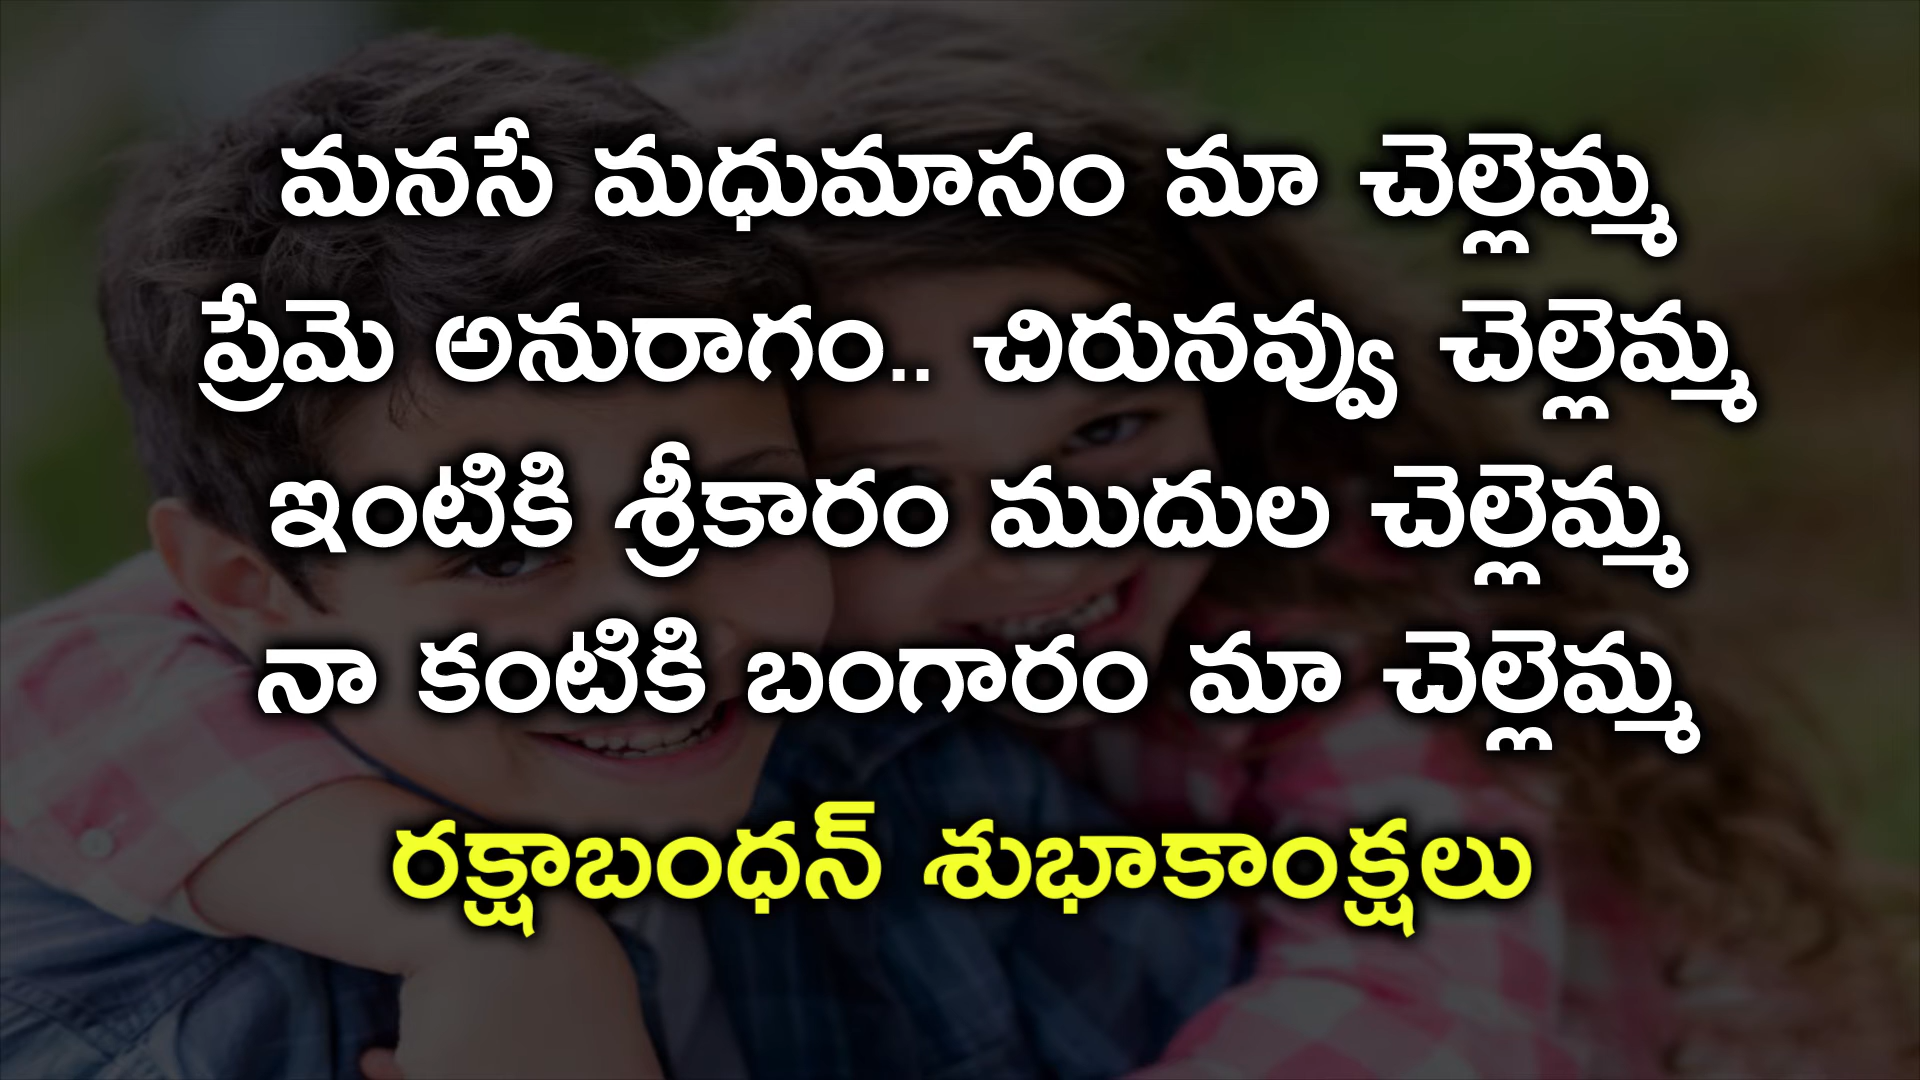 మనసే మధుమాసం మా చెల్లెమ్మ
ప్రేమె అనురాగం.. చిరునవ్వు చెల్లెమ్మ
ఇంటికి శ్రీకారం ముదుల చెల్లెమ్మ
నా కంటికి బంగారం మా చెల్లెమ్మ
రక్షాబంధన్ శుభాకాంక్షలు